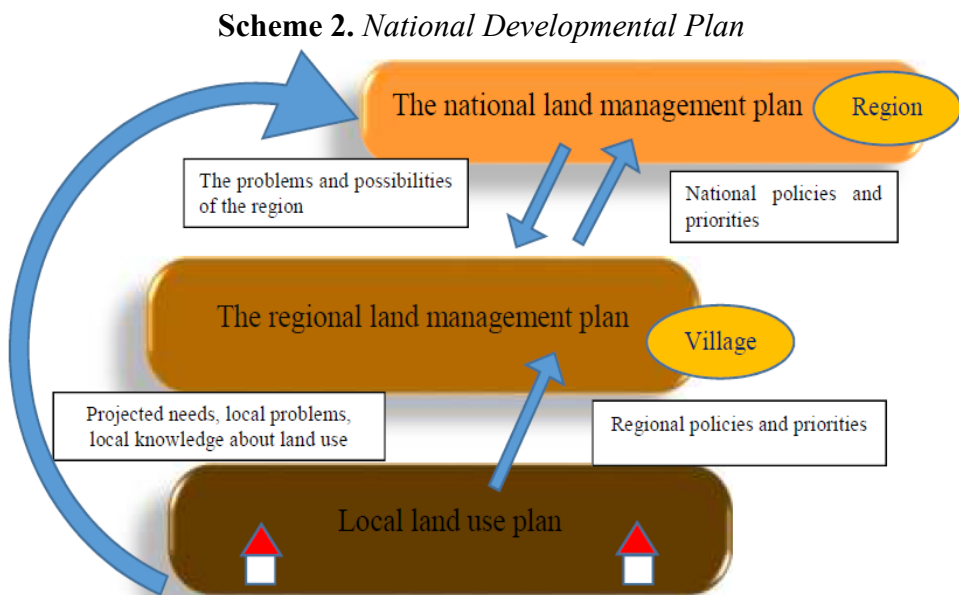 Scheme 2. National Developmental Plan
The national land management plan
Region
The problems and possibilities
of the region
National policies and
priorities
The regional land management plan
Village
Projected needs, local problems,
local knowledge about land use
Regional policies and priorities
Local land use plan